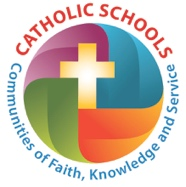 CATHOLIC SCHOOLS
Communities of Faith, Knowledge and Service